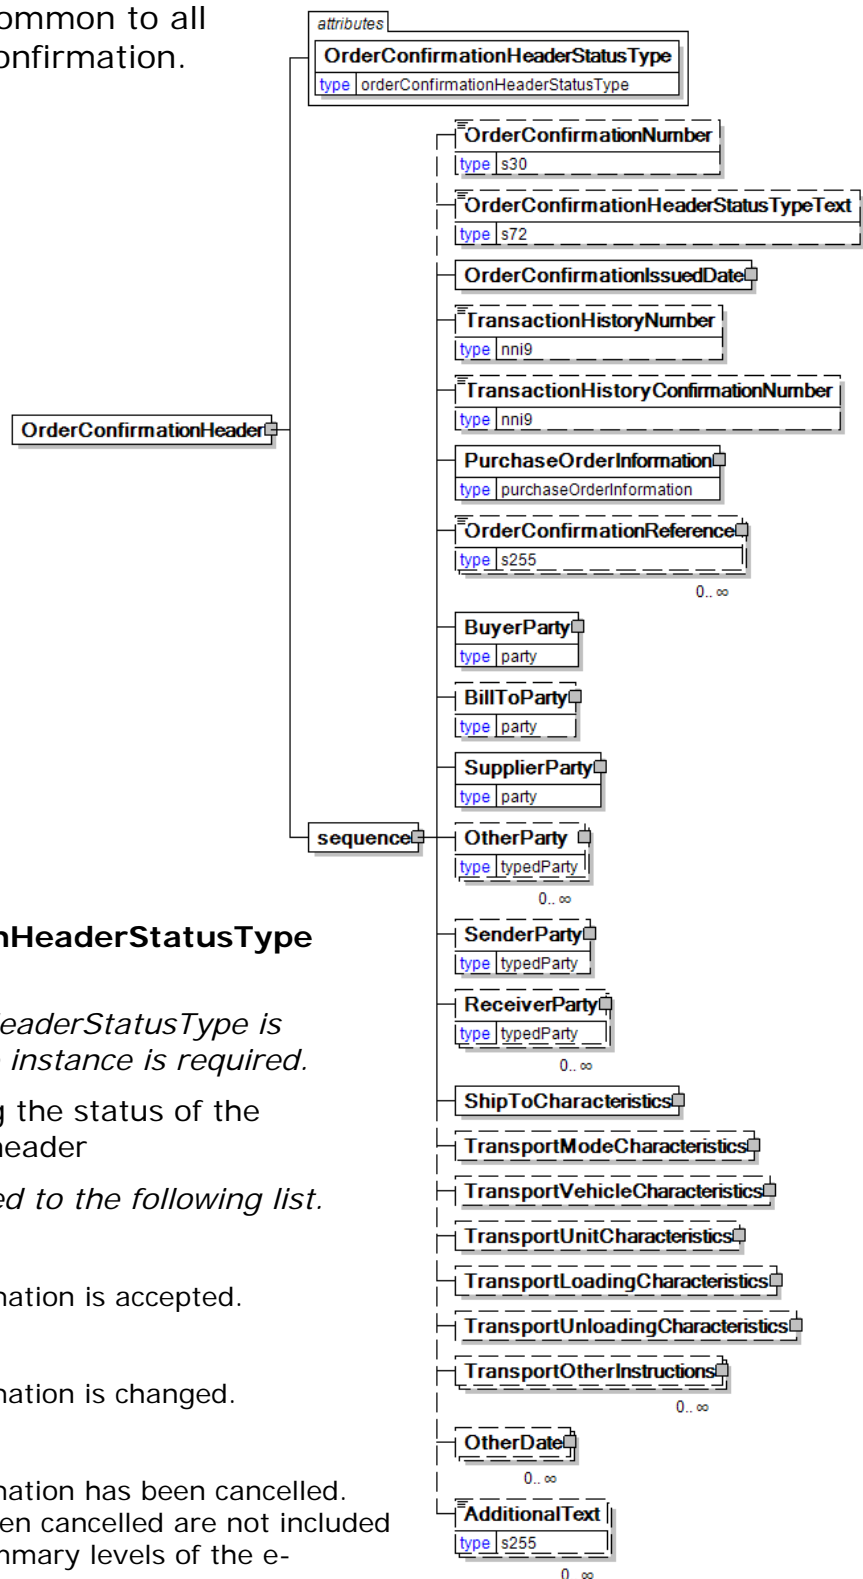 ommon to all
onfirmation.
attributes
OrderConfirmationHeaderStatusType
type orderConfirmationHeaderStatusType
OrderConfirmationNumber
type s30
OrderConfirmationHeaderStatusTypeText
type s72
OrderConfirmationIssuedDate
TransactionHistoryNumber
type nni9
TransactionHistoryConfirmationNumber
type nni9
OrderConfirmationHeader
PurchaseOrderInformation
type purchaseOrderInformation
OrderConfirmationReference
type s255
0.. ∞
BuyerParty
type party
BillToParty
type party
SupplierParty
type party
sequence
OtherParty
type typedParty
0.. ∞
SenderParty
type typedParty
ReceiverParty
type typedParty
0.. ∞
ShipToCharacteristics
TransportModeCharacteristics
TransportVehicleCharacteristics
TransportUnitCharacteristics
TransportLoadingCharacteristics
TransportUnloadingCharacteristics
TransportOtherInstructions
0.. ∞
OtherDate
0.. ∞
AdditionalText
type s255
0.. ∞
nHeaderStatusType
HeaderStatusType is
instance is required.
g the status of the
header
ed to the following list.
nation is accepted.
nation is changed.
nation has been cancelled.
en cancelled are not included
mmary levels of the e-